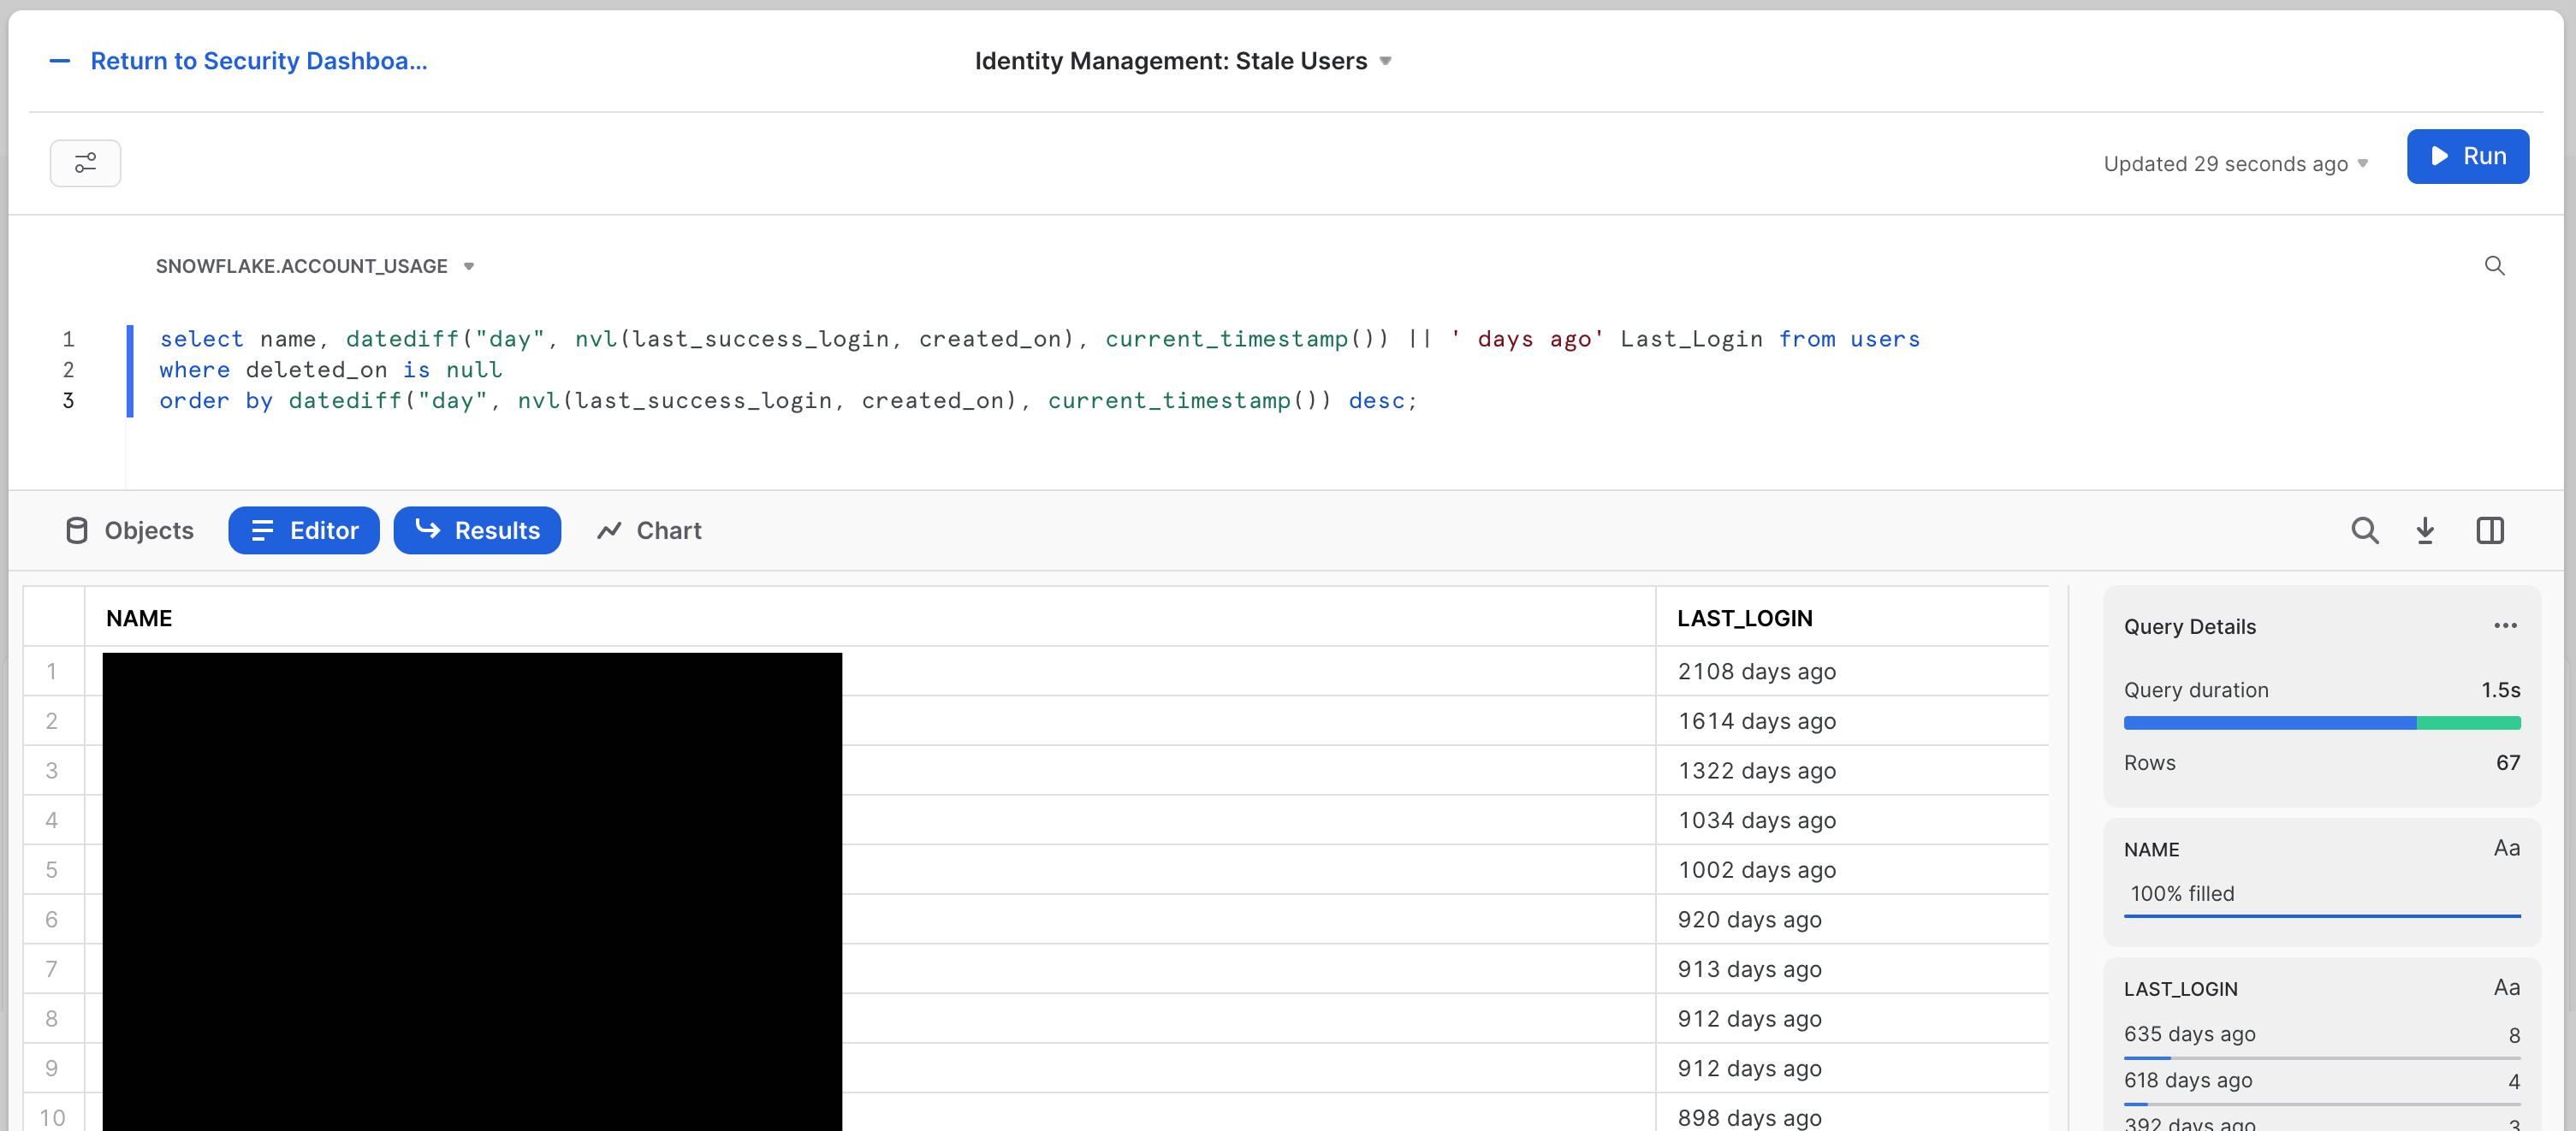 Return to Security Dashboa...
Identity Management: Stale Users
Updated 29 seconds ago
Run
SNOWFLAKE.ACCOUNT_USAGE
1 select name, datediff("day", nvl(last_success_login, created_on), current_timestamp()) || ' days ago' Last_Login from users
2 where deleted_on is null
3 order by datediff("day", nvl(last_success_login, created_on), current_timestamp()) desc;
Objects Editor Results Chart
NAME LAST_LOGIN
1 2108 days ago
2 1614 days ago
3 1322 days ago
4 1034 days ago
5 1002 days ago
6 920 days ago
7 913 days ago
8 912 days ago
9 912 days ago
10 898 days ago
Query Details ...
Query duration 1.5s
Rows 67
NAME Aa
100% filled
LAST_LOGIN Aa
635 days ago 8
618 days ago 4
392 days ago 3